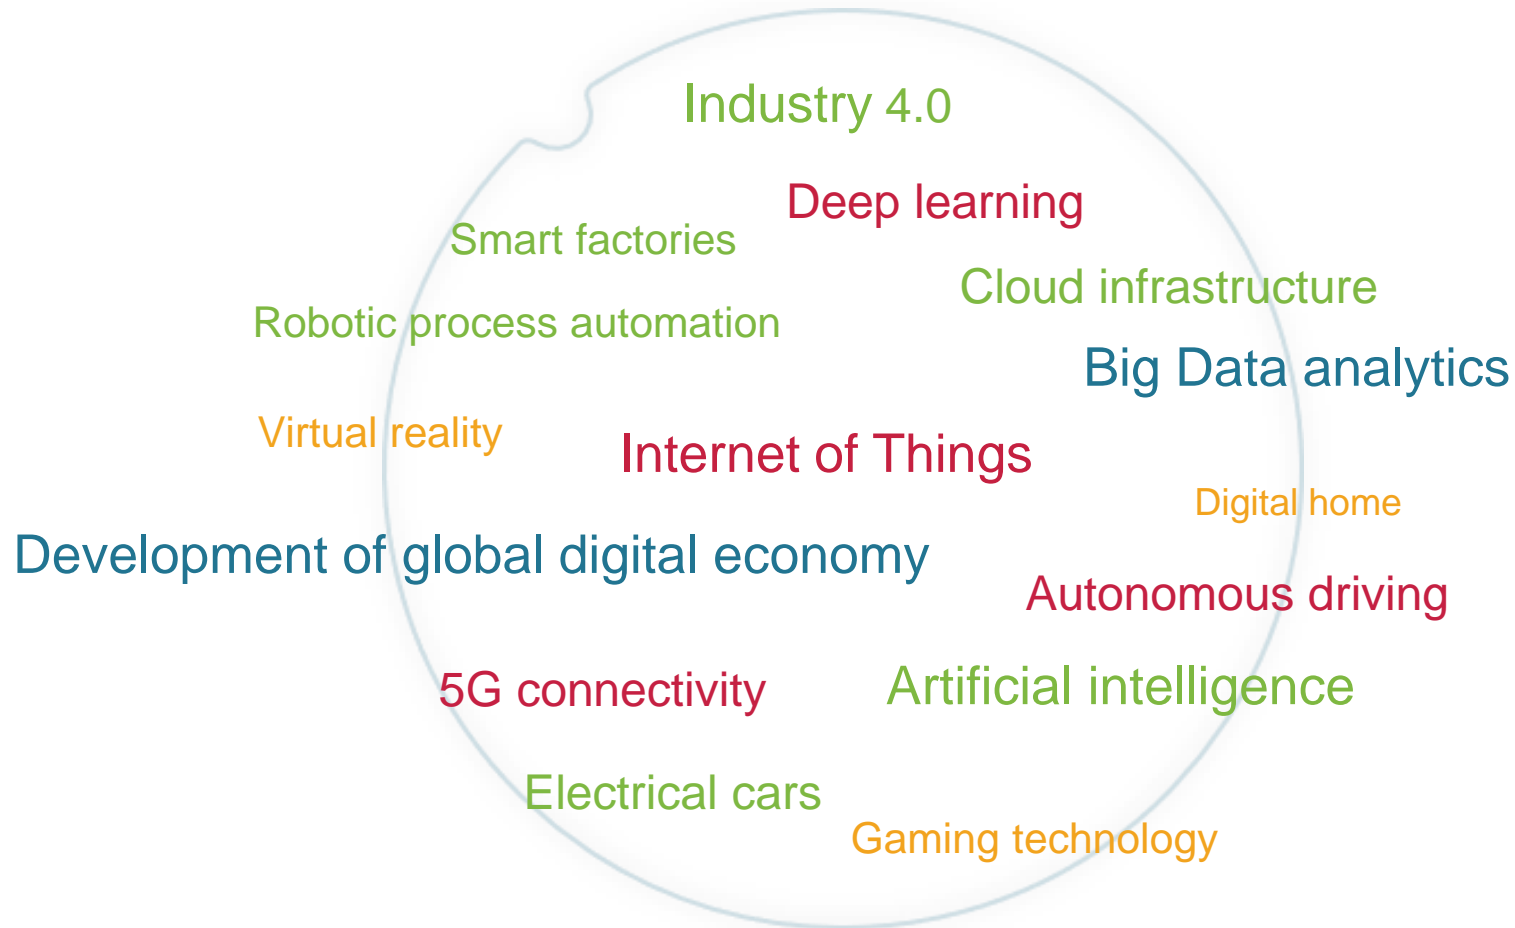 Industry 4.0
Deep learning
Smart factories
Cloud infrastructure
Robotic process automation
Big Data analytics
Virtual reality
Internet of Things
Digital home
Development of global digital economy
Autonomous driving
5G connectivity
Artificial intelligence
Electrical cars
Gaming technology